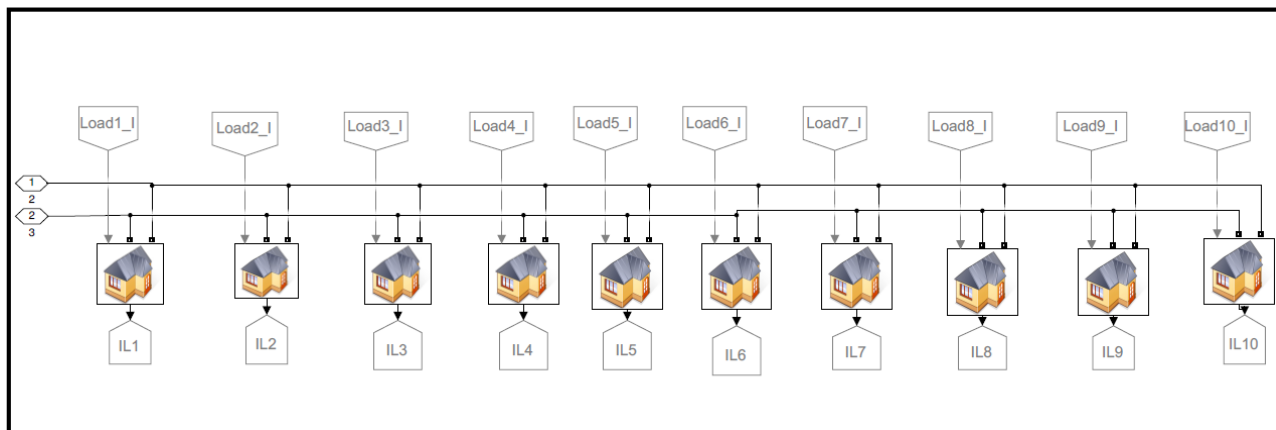 Load1_I
Load2_I
Load3_I
Load4_I
Load5_I
Load6_I
Load7_I
Load8_I
Load9_I
Load10_I
1
2
2
3
IL1
IL2
IL3
IL4
IL5
IL6
IL7
IL8
IL9
IL10